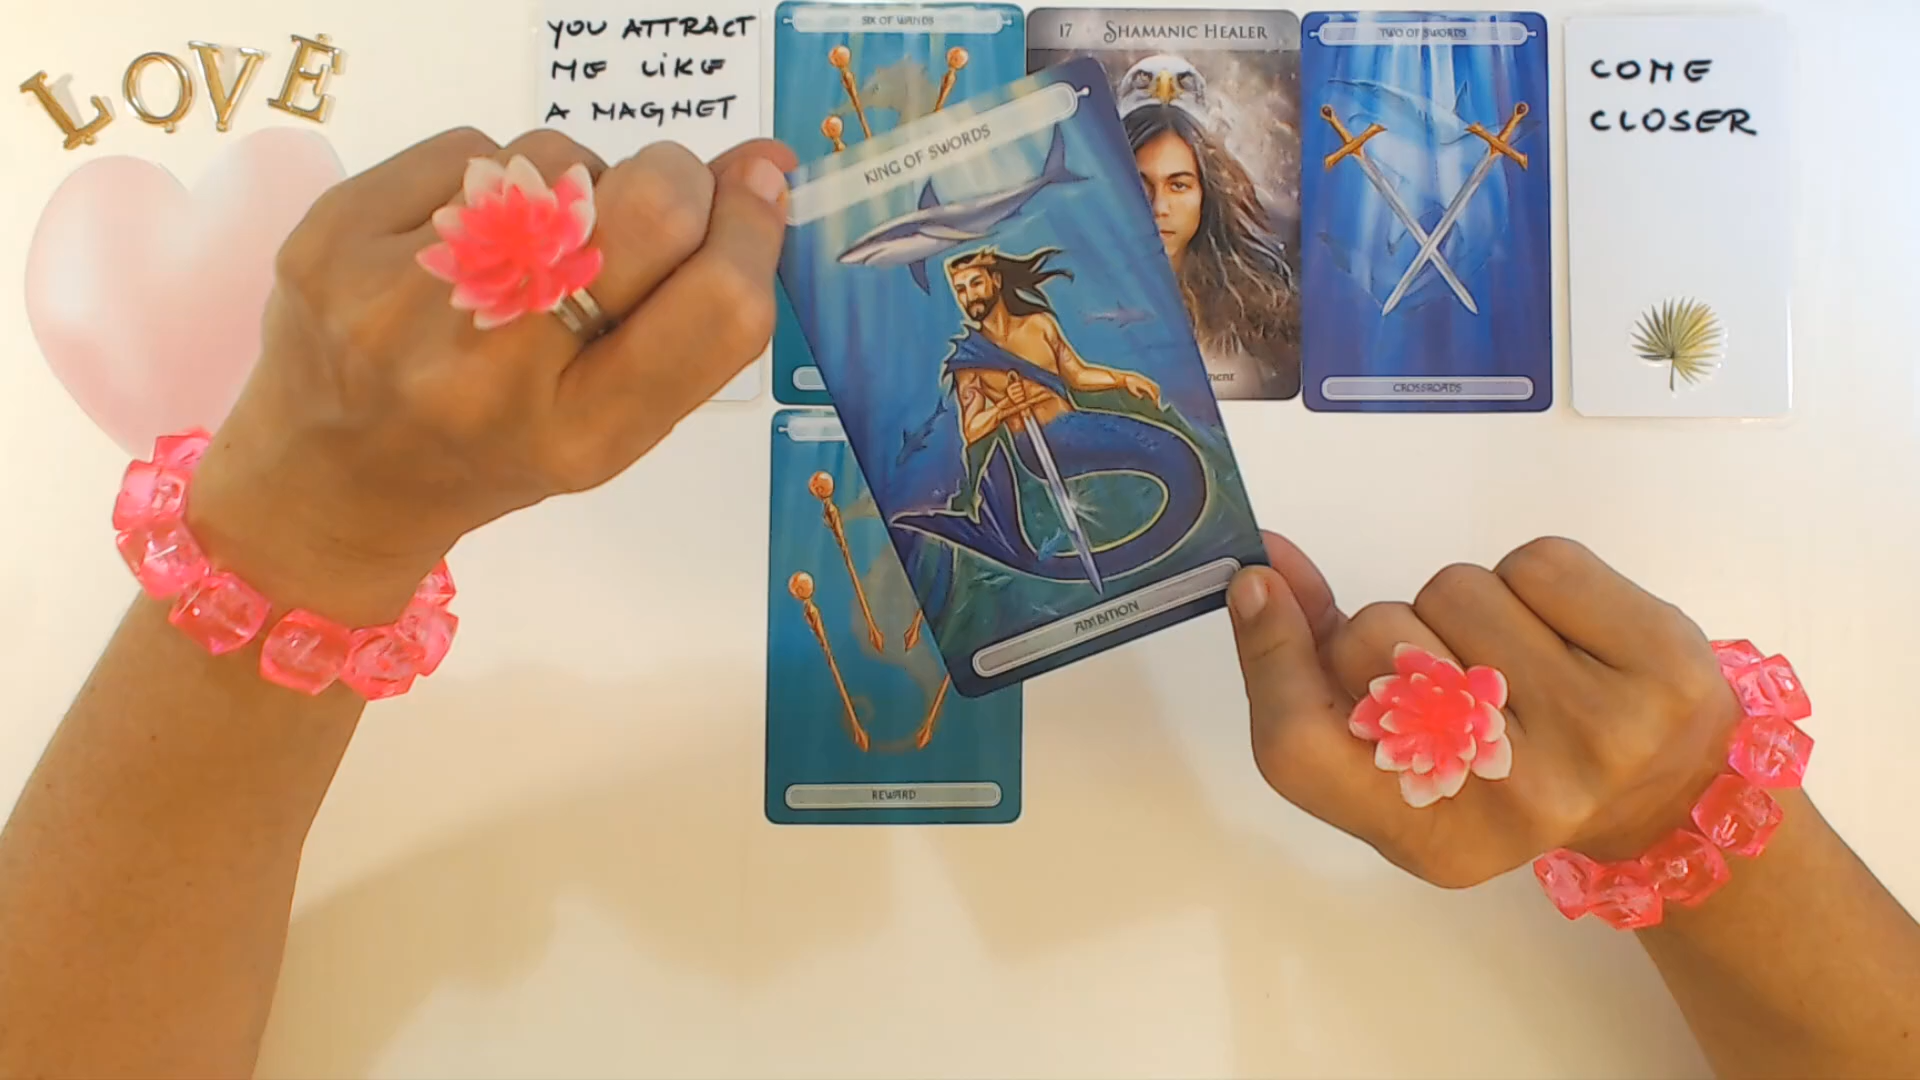 LOVE
YOU ATTRACT
ME LIKE
A MAGNET
SIX OF WANDS
17 SHAMANIC HEALER
TWO OF SWORDS
CROSSROADS
COME
CLOSER
KING OF SWORDS
AMBITION
REWARD